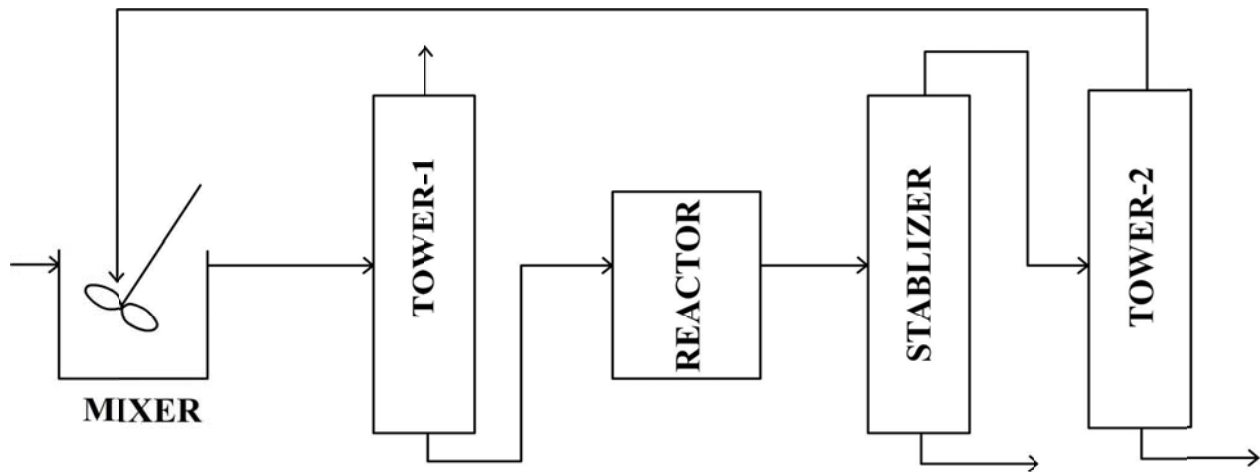 MIXER
TOWER-1
REACTOR
STABLIZER
TOWER-2